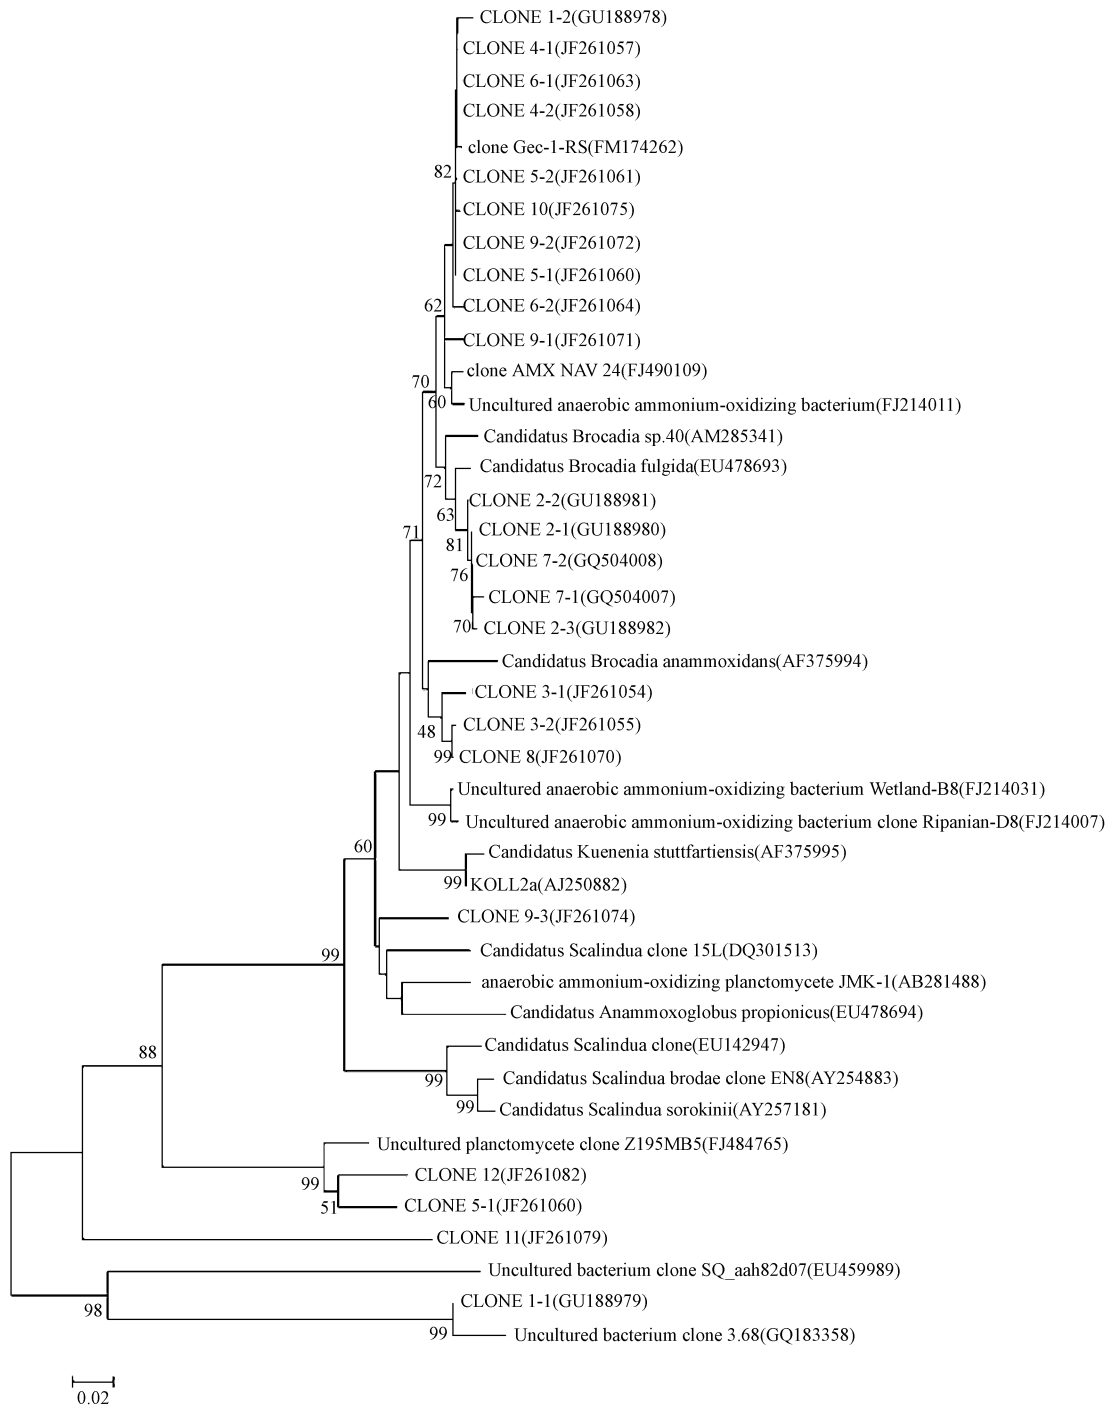 CLONE 1-2(GU188978)
CLONE 4-1(JF261057)
CLONE 6-1(JF261063)
CLONE 4-2(JF261058)
clone Gec-1-RS(FM174262)
82
CLONE 5-2(JF261061)
CLONE 10(JF261075)
CLONE 9-2(JF261072)
CLONE 5-1(JF261060)
62
CLONE 6-2(JF261064)
CLONE 9-1(JF261071)
clone AMX NAV 24(FJ490109)
70
60
Uncultured anaerobic ammonium-oxidizing bacterium(FJ214011)
Candidatus Brocadia sp.40(AM285341)
Candidatus Brocadia fulgida(EU478693)
72
CLONE 2-2(GU188981)
63
CLONE 2-1(GU188980)
71
81
CLONE 7-2(GQ504008)
76
CLONE 7-1(GQ504007)
70
CLONE 2-3(GU188982)
Candidatus Brocadia anammoxidans(AF375994)
CLONE 3-1(JF261054)
CLONE 3-2(JF261055)
48
99
CLONE 8(JF261070)
Uncultured anaerobic ammonium-oxidizing bacterium Wetland-B8(FJ214031)
99
Uncultured anaerobic ammonium-oxidizing bacterium clone Ripanian-D8(FJ214007)
60
Candidatus Kuenenia stuttfartiensis(AF375995)
99
KOLL2a(AJ250882)
CLONE 9-3(JF261074)
99
Candidatus Scalindua clone 15L(DQ301513)
anaerobic ammonium-oxidizing planctomycete JMK-1(AB281488)
Candidatus Anammoxoglobus propionicus(EU478694)
88
Candidatus Scalindua clone(EU142947)
99
Candidatus Scalindua brodae clone EN8(AY254883)
99
Candidatus Scalindua sorokinii(AY257181)
Uncultured planctomycete clone Z195MB5(FJ484765)
99
CLONE 12(JF261082)
51
CLONE 5-1(JF261060)
CLONE 11(JF261079)
Uncultured bacterium clone SQ_aah82d07(EU459989)
98
CLONE 1-1(GU188979)
99
Uncultured bacterium clone 3.68(GQ183358)
0.02